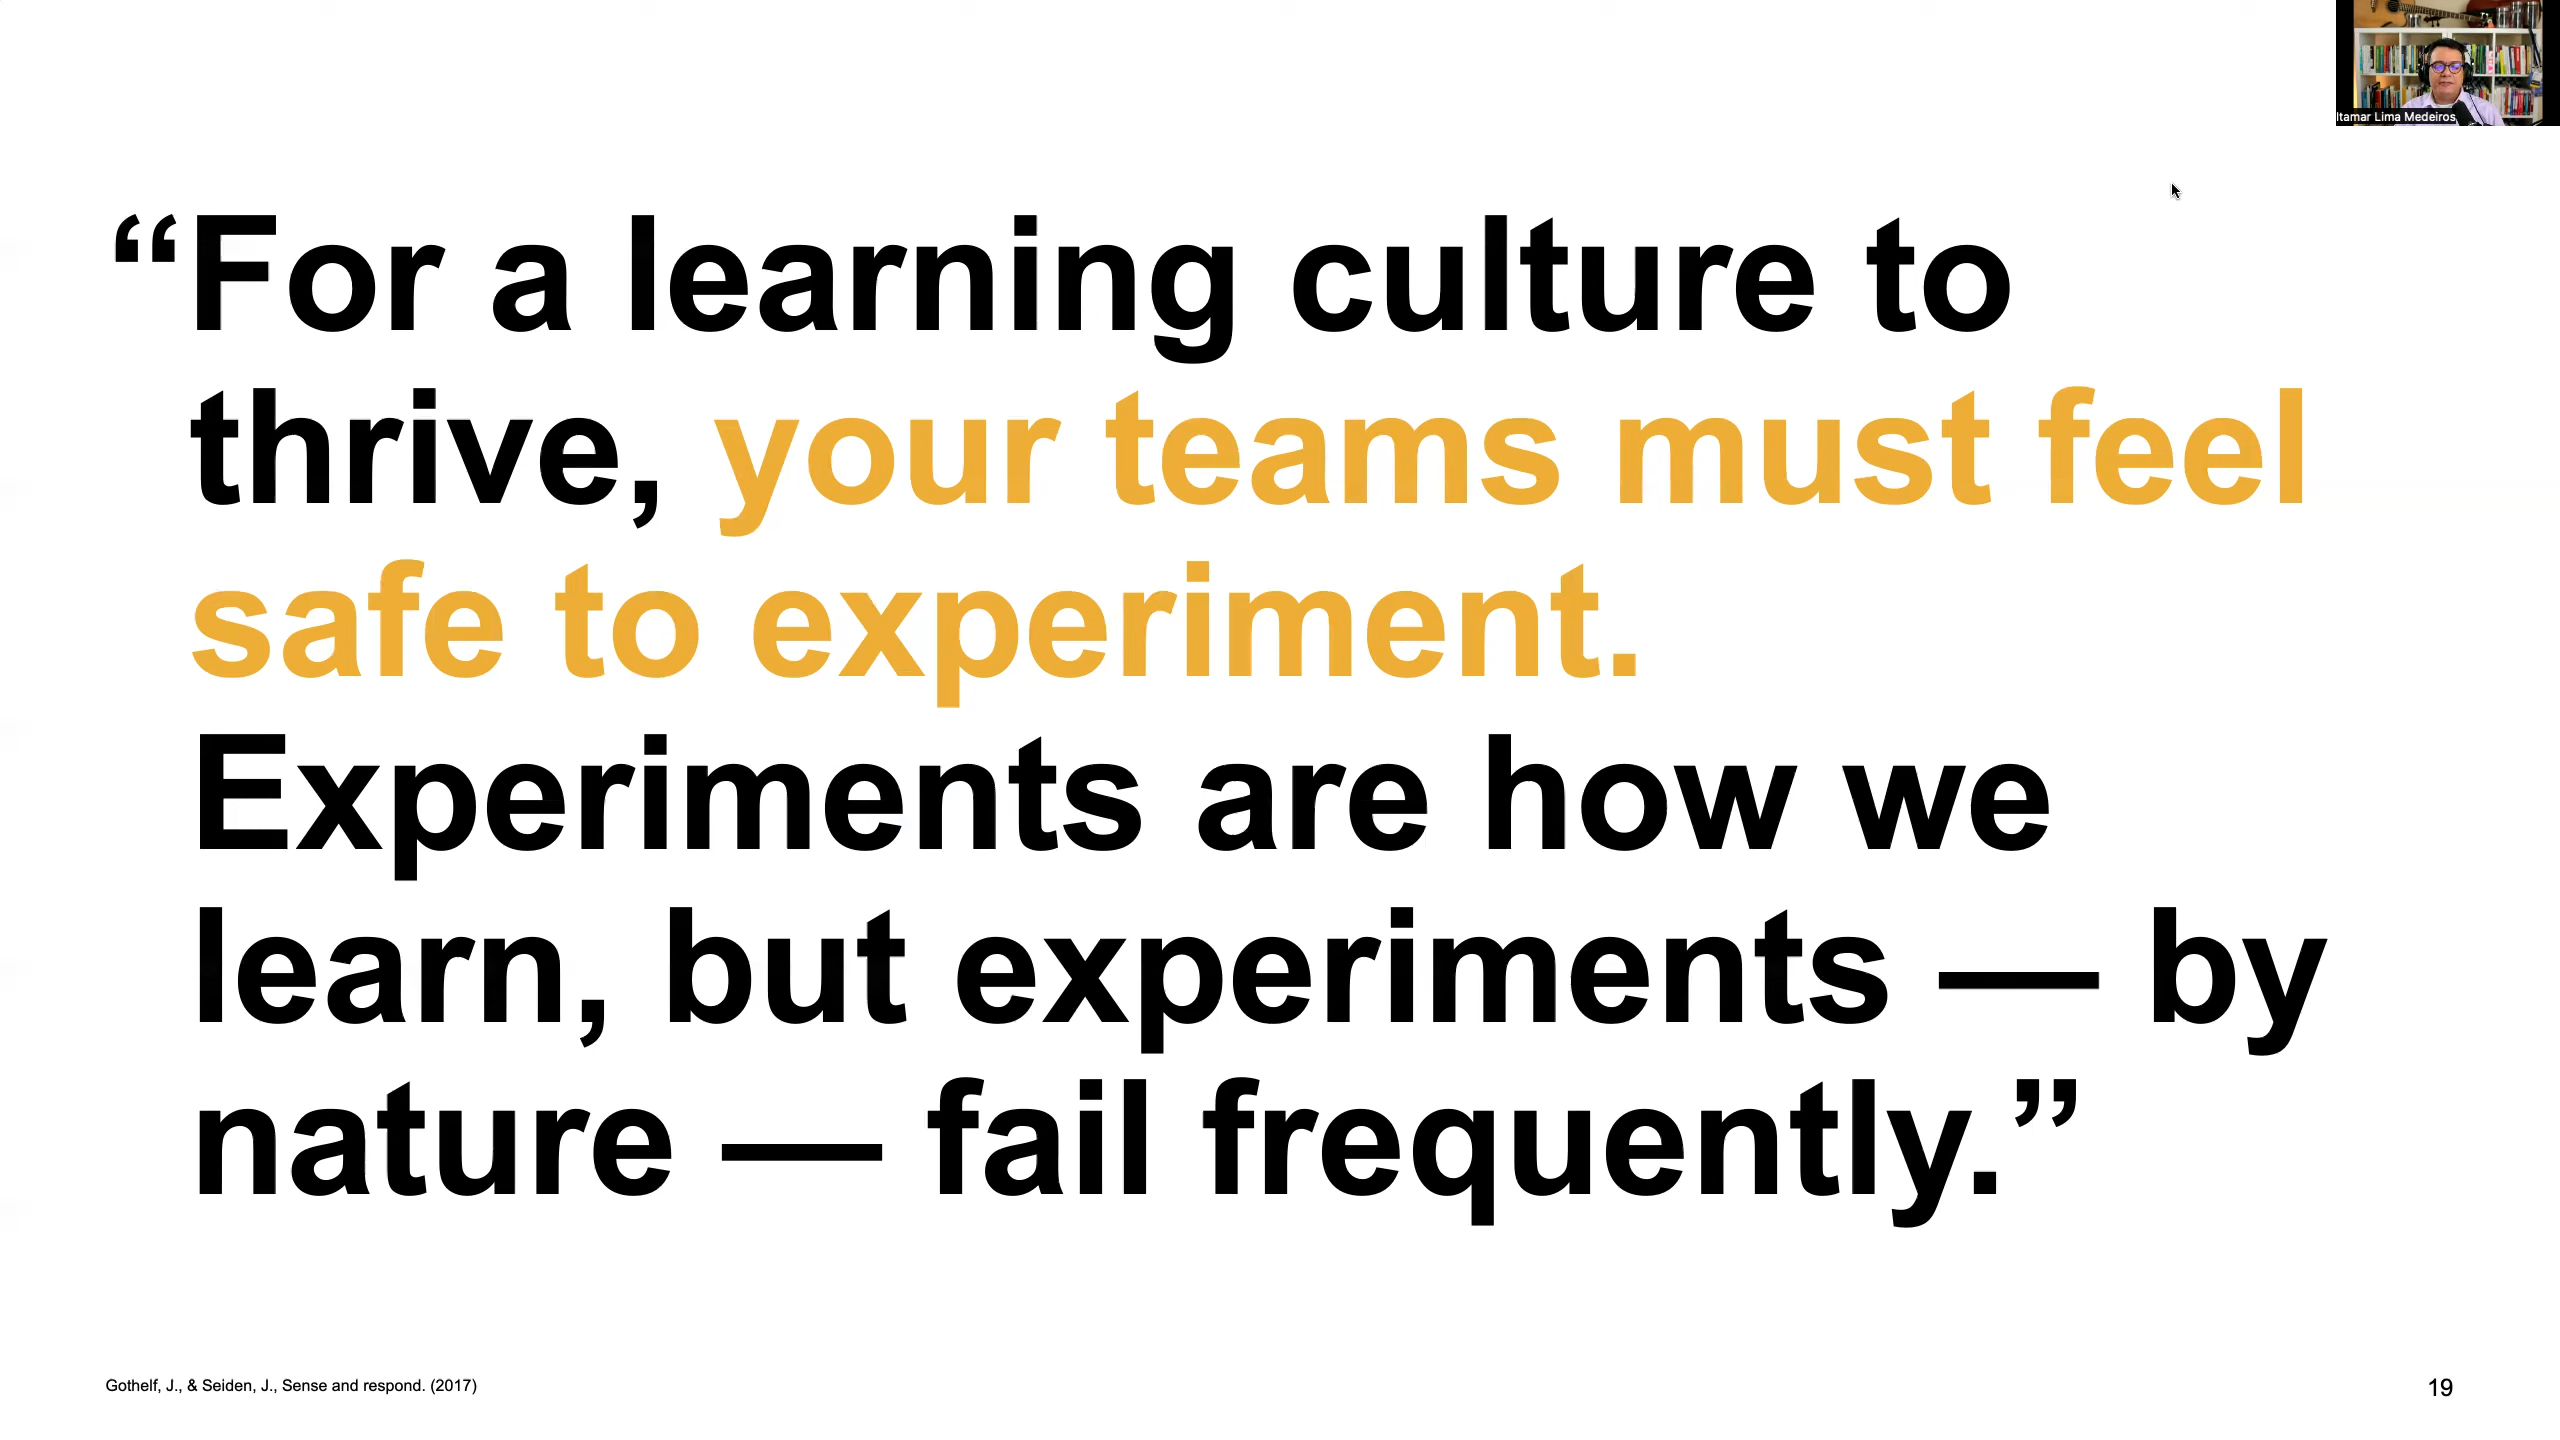 Itamar Lima Medeiros
“For a learning culture to
thrive, your teams must feel
safe to experiment.
Experiments are how we
learn, but experiments — by
nature — fail frequently.”
Gothelf, J., & Seiden, J., Sense and respond. (2017)
19